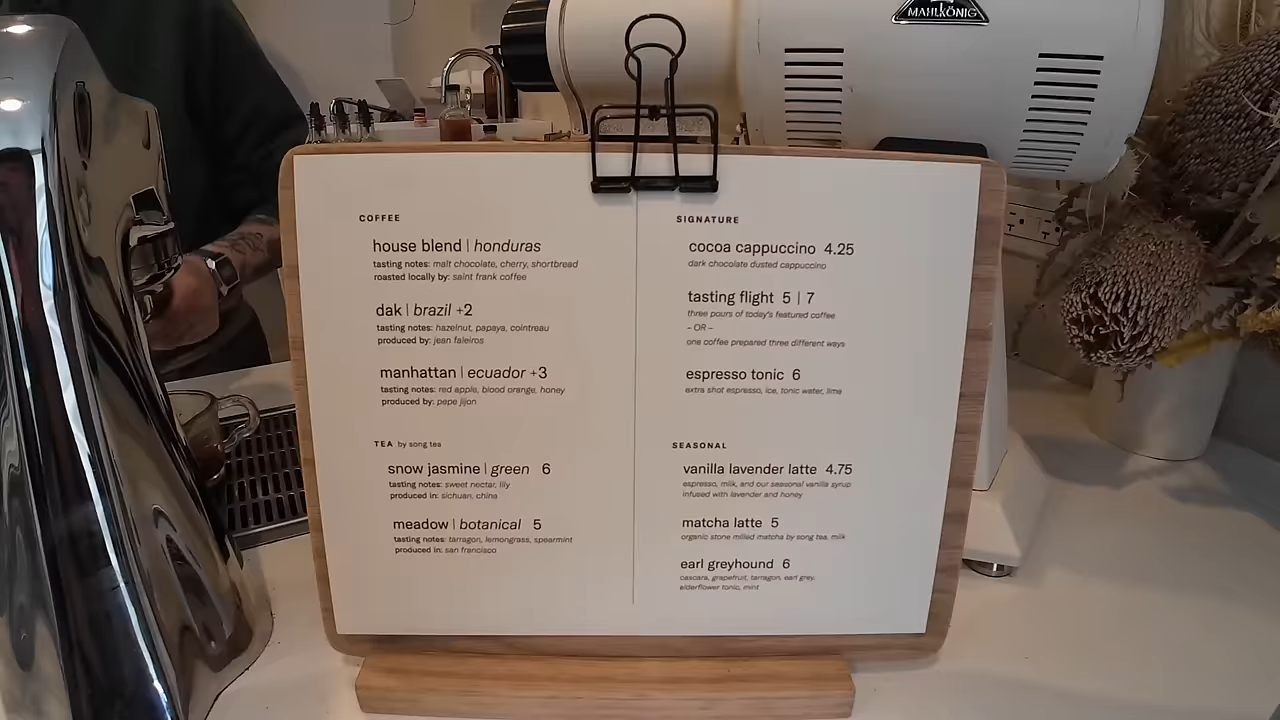 MAHLKÖNIG
COFFEE
house blend | honduras
tasting notes: malt chocolate, cherry, shortbread
roasted locally by: saint frank coffee
dak | brazil +2
tasting notes: hazelnut, papaya, cointreau
produced by: jean faleiros
manhattan | ecuador +3
tasting notes: red apple, blood orange, honey
produced by: pepe jijon
TEA by song tea
snow jasmine | green 6
tasting notes: sweet nectar, lily
produced in: sichuan, china
meadow | botanical 5
tasting notes: tarragon, lemongrass, spearmint
produced in: san francisco
SIGNATURE
cocoa cappuccino 4.25
dark chocolate dusted cappuccino
tasting flight 5 | 7
three pours of today's featured coffee
- OR -
one coffee prepared three different ways
espresso tonic 6
extra shot espresso, ice, tonic water, lime
SEASONAL
vanilla lavender latte 4.75
espresso, milk, and our seasonal vanilla syrup
infused with lavender and honey
matcha latte 5
organic stone milled matcha by song tea, milk
earl greyhound 6
cascara, grapefruit, tarragon, earl grey,
elderflower tonic, mint